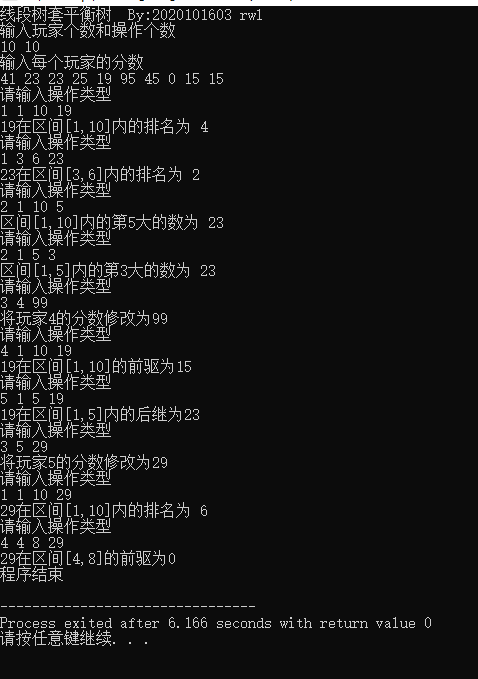 线段树套平衡树  By:2020101603 rwl
输入玩家个数和操作个数
10 10
输入每个玩家的分数
41 23 23 25 19 95 45 0 15 15
请输入操作类型
1 1 10 19
19在区间[1,10]内的排名为 4
请输入操作类型
1 3 6 23
23在区间[3,6]内的排名为 2
请输入操作类型
2 1 10 5
区间[1,10]内的第5大的数为 23
请输入操作类型
2 1 5 3
区间[1,5]内的第3大的数为 23
请输入操作类型
3 4 99
将玩家4的分数修改为99
请输入操作类型
4 1 10 19
19在区间[1,10]的前驱为15
请输入操作类型
5 1 5 19
19在区间[1,5]内的后继为23
请输入操作类型
3 5 29
将玩家5的分数修改为29
请输入操作类型
1 1 10 29
29在区间[1,10]内的排名为 6
请输入操作类型
4 4 8 29
29在区间[4,8]的前驱为0
程序结束
--------------------------------
Process exited after 6.166 seconds with return value 0
请按任意键继续. . .